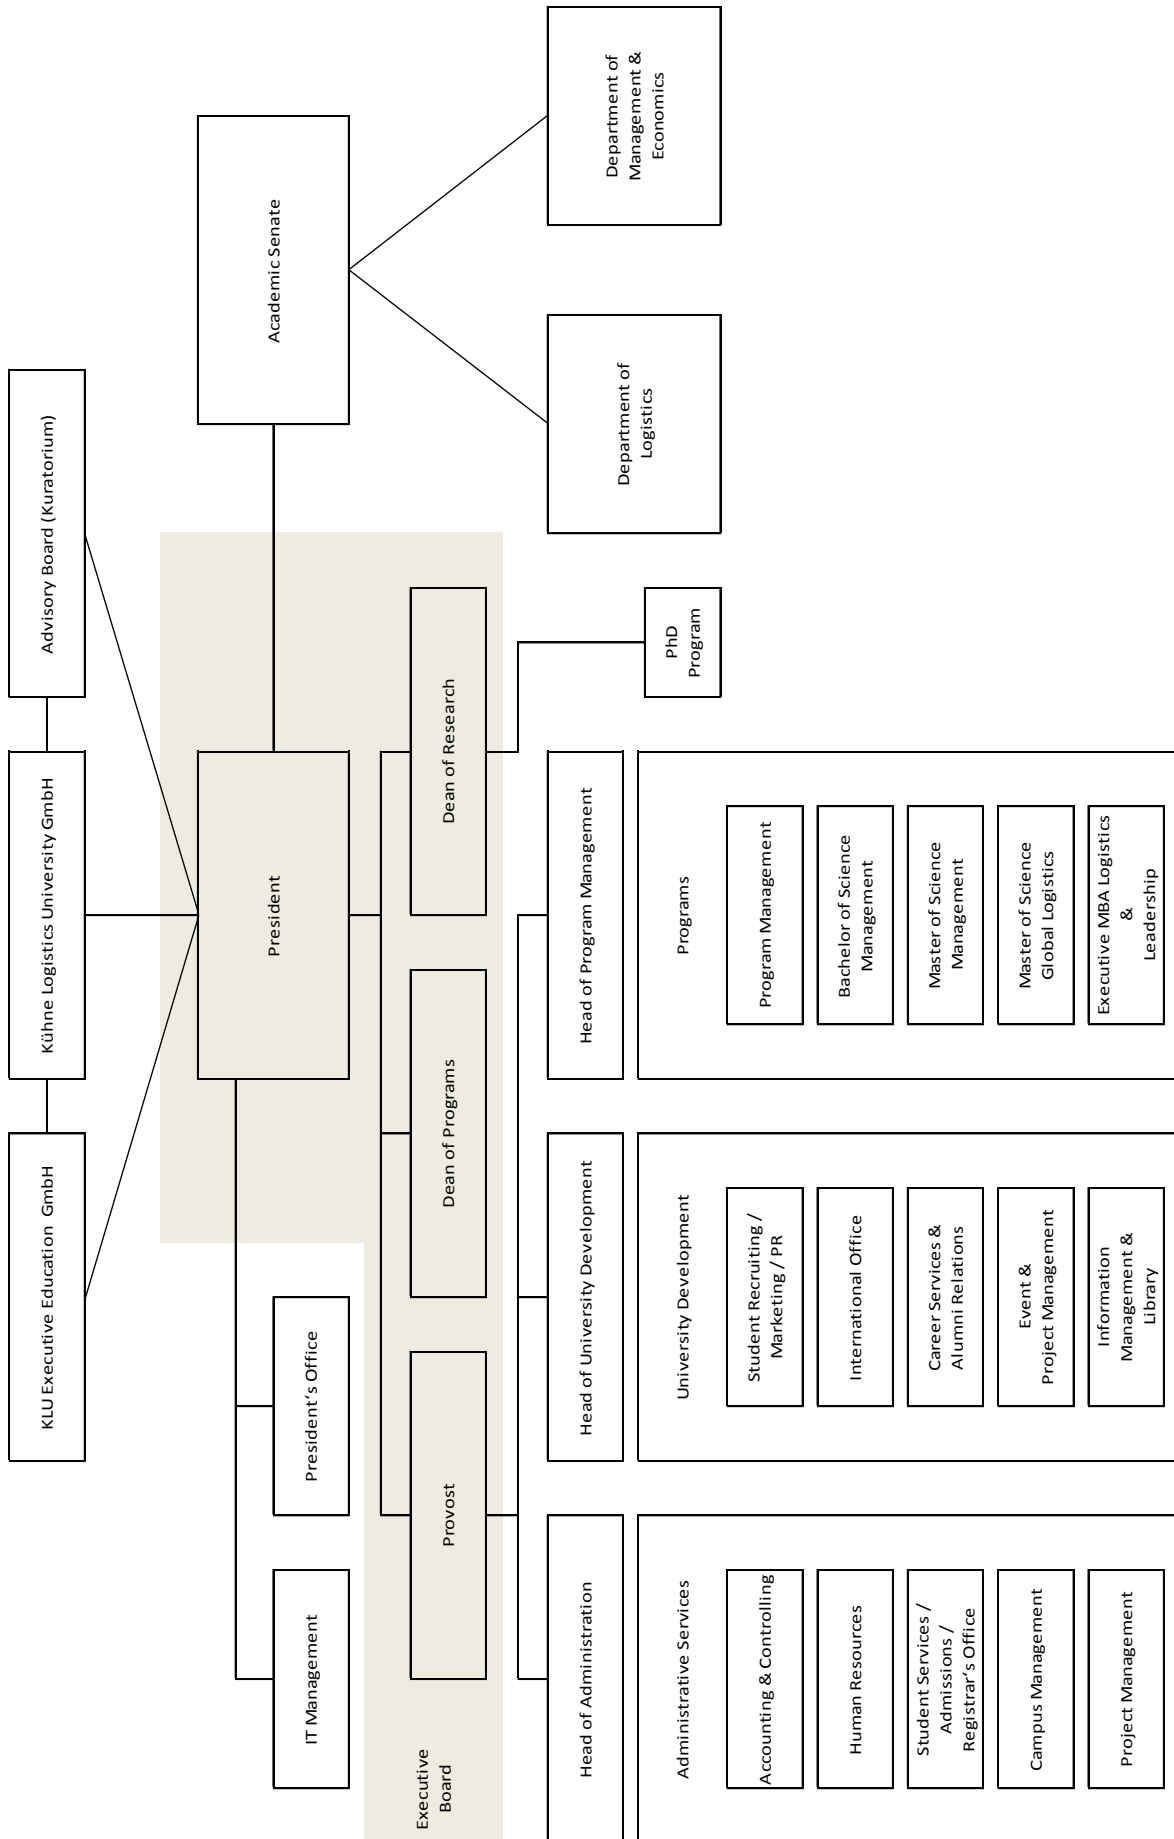 KLU Executive Education GmbH
Kühne Logistics University GmbH
Advisory Board (Kuratorium)
President
Academic Senate
IT Management
President‘s Office
Executive
Board
Provost
Dean of Programs
Dean of Research
Head of Administration
Head of University Development
Head of Program Management
PhD
Program
Department of
Logistics
Department of
Management &
Economics
Administrative Services
Accounting & Controlling
Human Resources
Student Services /
Admissions /
Registrar‘s Office
Campus Management
Project Management
University Development
Student Recruiting /
Marketing / PR
International Office
Career Services &
Alumni Relations
Event &
Project Management
Information
Management &
Library
Programs
Program Management
Bachelor of Science
Management
Master of Science
Management
Master of Science
Global Logistics
Executive MBA Logistics
&
Leadership